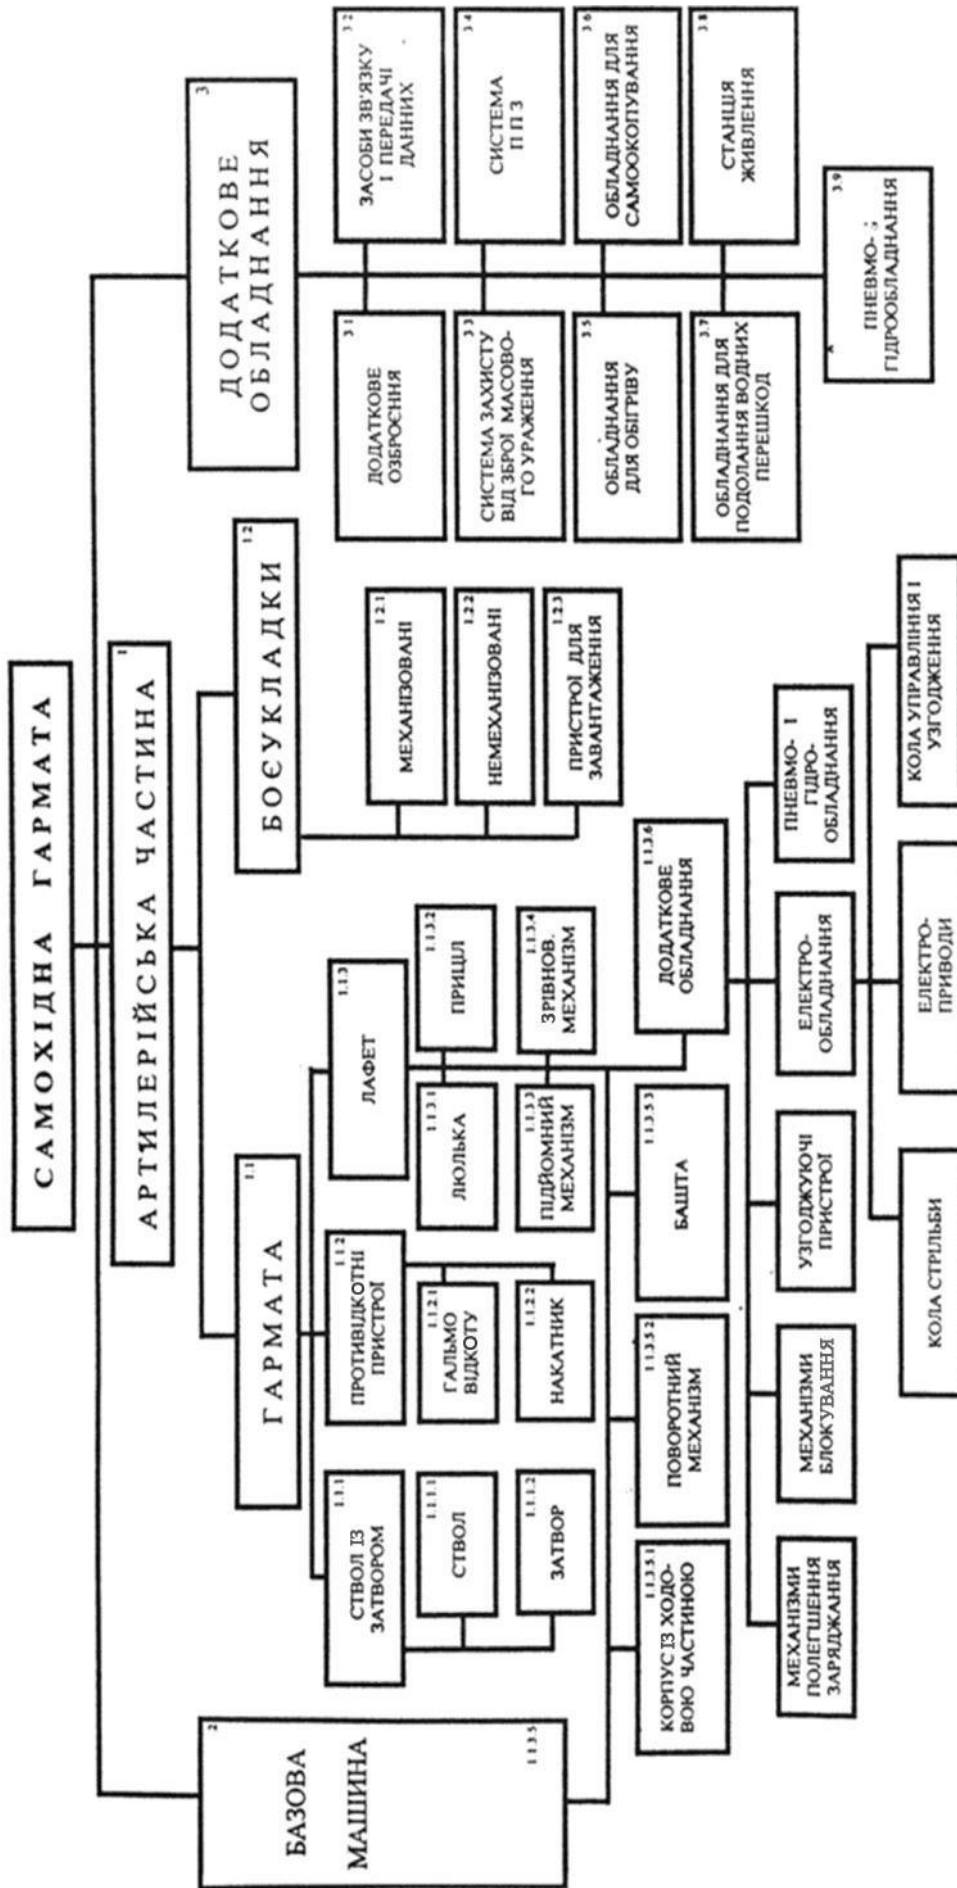 САМОХІДНА ГАРМАТА
АРТИЛЕРІЙСЬКА ЧАСТИНА
1
БАЗОВА
МАШИНА
2
1.1.3.5
ГАРМАТА
1.1
БОЄУКЛАДКИ
1.2
ДОДАТКОВЕ
ОБЛАДНАННЯ
3
СТВОЛ ІЗ
ЗАТВОРОМ
1.1.1
ПРОТИВІДКОТНІ
ПРИСТРОЇ
1.1.2
ЛАФЕТ
1.1.3
СТВОЛ
1.1.1.1
ЗАТВОР
1.1.1.2
ГАЛЬМО
ВІДКОТУ
1.1.2.1
НАКАТНИК
1.1.2.2
ЛЮЛЬКА
1.1.3.1
ПРИЦІЛ
1.1.3.2
ПІДЙОМНИЙ
МЕХАНІЗМ
1.1.3.3
ЗРІВНОВ.
МЕХАНІЗМ
1.1.3.4
МЕХАНІЗОВАНІ
1.2.1
НЕМЕХАНІЗОВАНІ
1.2.2
ПРИСТРОЇ ДЛЯ
ЗАВАНТАЖЕННЯ
1.2.3
ДОДАТКОВЕ
ОЗБРОЄННЯ
3.1
ЗАСОБИ ЗВ'ЯЗКУ
І ПЕРЕДАЧІ
ДАННИХ
3.2
СИСТЕМА ЗАХИСТУ
ВІД ЗБРОЇ МАСОВО-
ГО УРАЖЕННЯ
3.3
СИСТЕМА
П П З
3.4
ОБЛАДНАННЯ
ДЛЯ ОБІГРІВУ
3.5
ОБЛАДНАННЯ ДЛЯ
САМООКОПУВАННЯ
3.6
ОБЛАДНАННЯ ДЛЯ
ПОДОЛАННЯ ВОДНИХ
ПЕРЕШКОД
3.7
СТАНЦІЯ
ЖИВЛЕННЯ
3.8
ПНЕВМО- І
ГІДРООБЛАДНАННЯ
3.9
КОРПУС ІЗ ХОДО-
ВОЮ ЧАСТИНОЮ
1.1.3.5.1
ПОВОРОТНИЙ
МЕХАНІЗМ
1.1.3.5.2
БАШТА
1.1.3.5.3
ДОДАТКОВЕ
ОБЛАДНАННЯ
1.1.3.6
МЕХАНІЗМИ
ПОЛЕГШЕННЯ
ЗАРЯДЖАННЯ
МЕХАНІЗМИ
БЛОКУВАННЯ
УЗГОДЖУЮЧІ
ПРИСТРОЇ
ЕЛЕКТРО-
ОБЛАДНАННЯ
ПНЕВМО- І
ГІДРО-
ОБЛАДНАННЯ
КОЛА СТРІЛЬБИ
ЕЛЕКТРО-
ПРИВОДИ
КОЛА УПРАВЛІННЯ І
УЗГОДЖЕННЯ